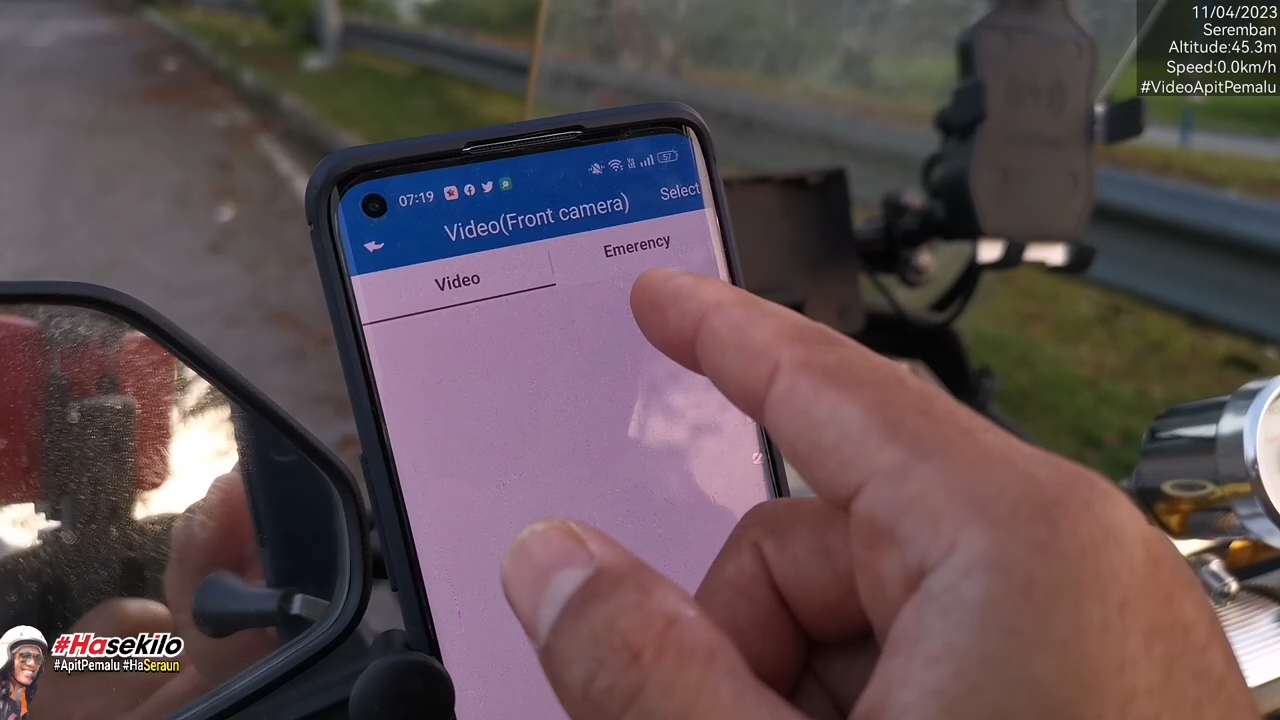 11/04/2023
Seremban
Altitude:45.3m
Speed:0.0km/h
#VideoApitPemalu
07:19
57
Video(Front camera)
Select
Video
Emerency
#Hasekilo
#ApitPemalu #HaSeraun